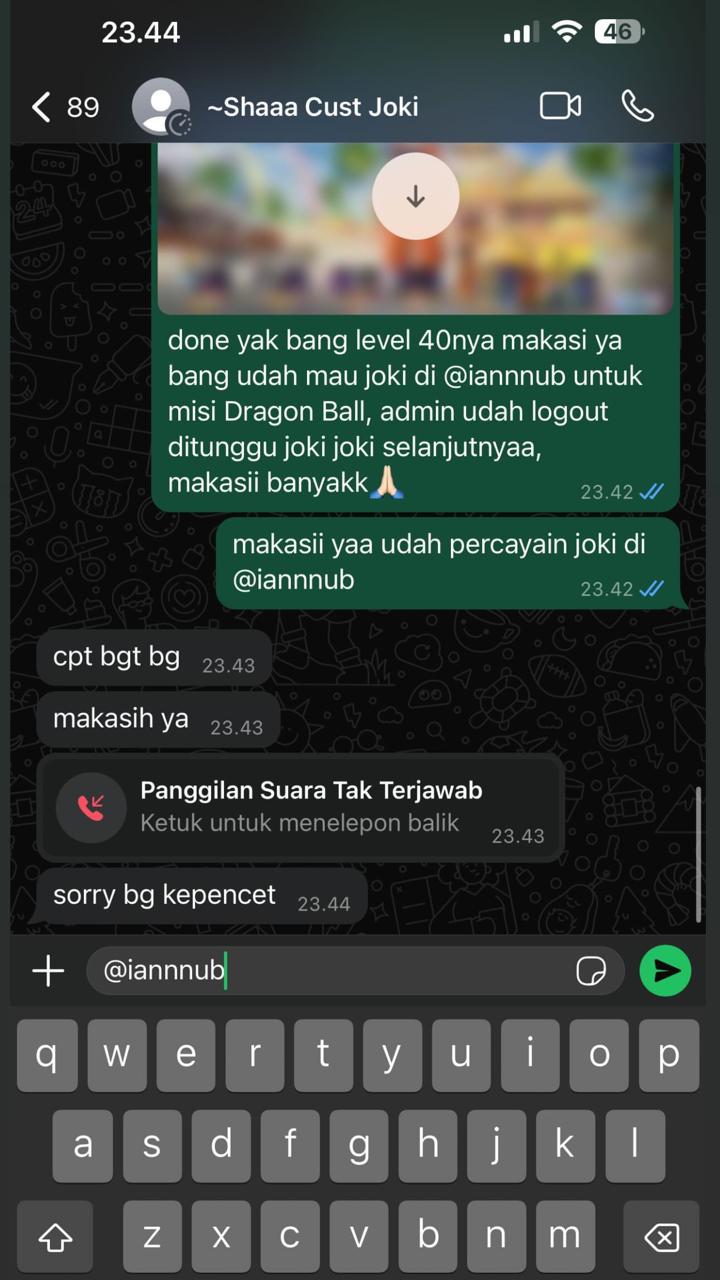 23.44
46
89
~Shaaa Cust Joki
24
done yak bang level 40nya makasi ya
bang udah mau joki di @iannnub untuk
misi Dragon Ball, admin udah logout
ditunggu joki joki selanjutnyaa,
makasii banyakk🙏🏻
23.42
makasii yaa udah percayain joki di
@iannnub
23.42
cpt bgt bg
23.43
makasih ya
23.43
Panggilan Suara Tak Terjawab
Ketuk untuk menelepon balik
23.43
sorry bg kepencet
23.44
@iannnub
q w e r t y u i o p
a s d f g h j k l
z x c v b n m